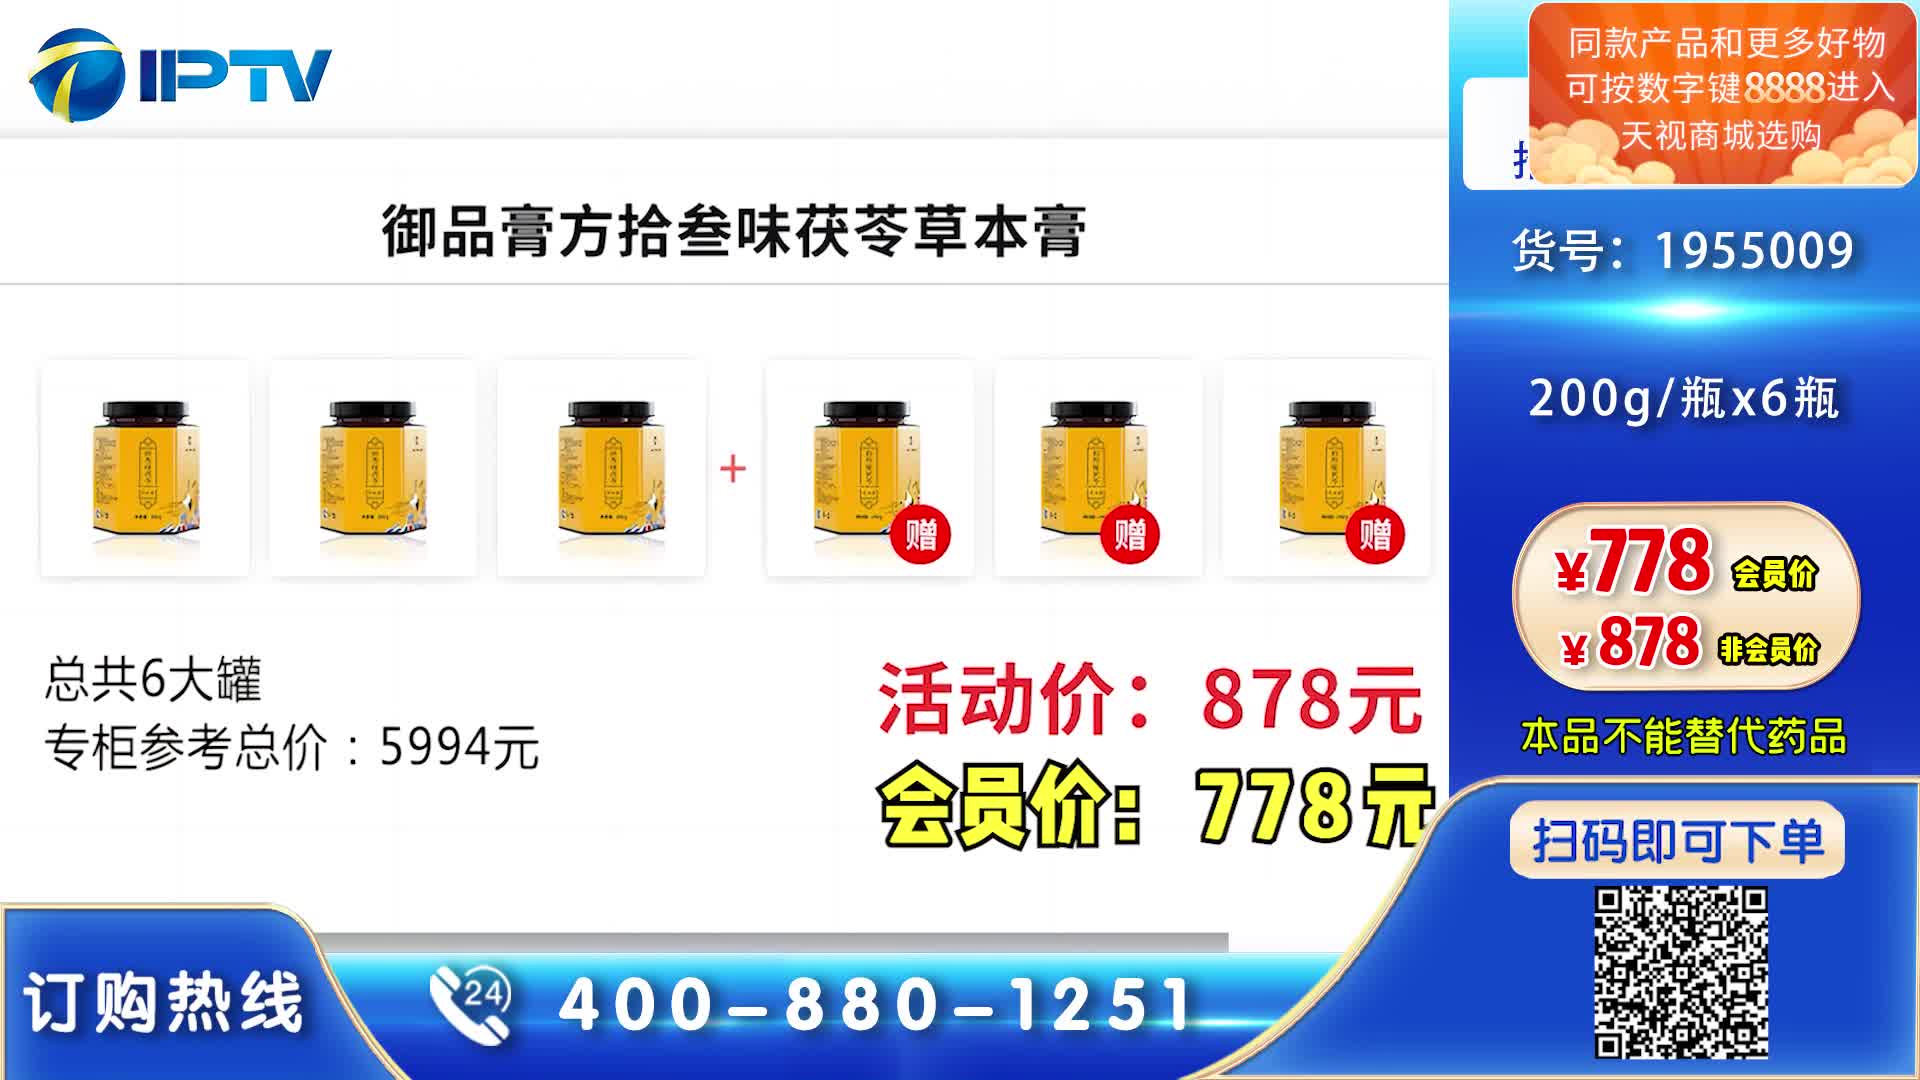 IPTV
同款产品和更多好物
可按数字键8888进入
天视商城选购
御品膏方拾叁味茯苓草本膏
货号：1955009
200g/瓶x6瓶
+
赠
赠
赠
¥778 会员价
¥878 非会员价
本品不能替代药品
总共6大罐
专柜参考总价：5994元
活动价：878元
会员价：778元
扫码即可下单
订购热线
24
400-880-1251